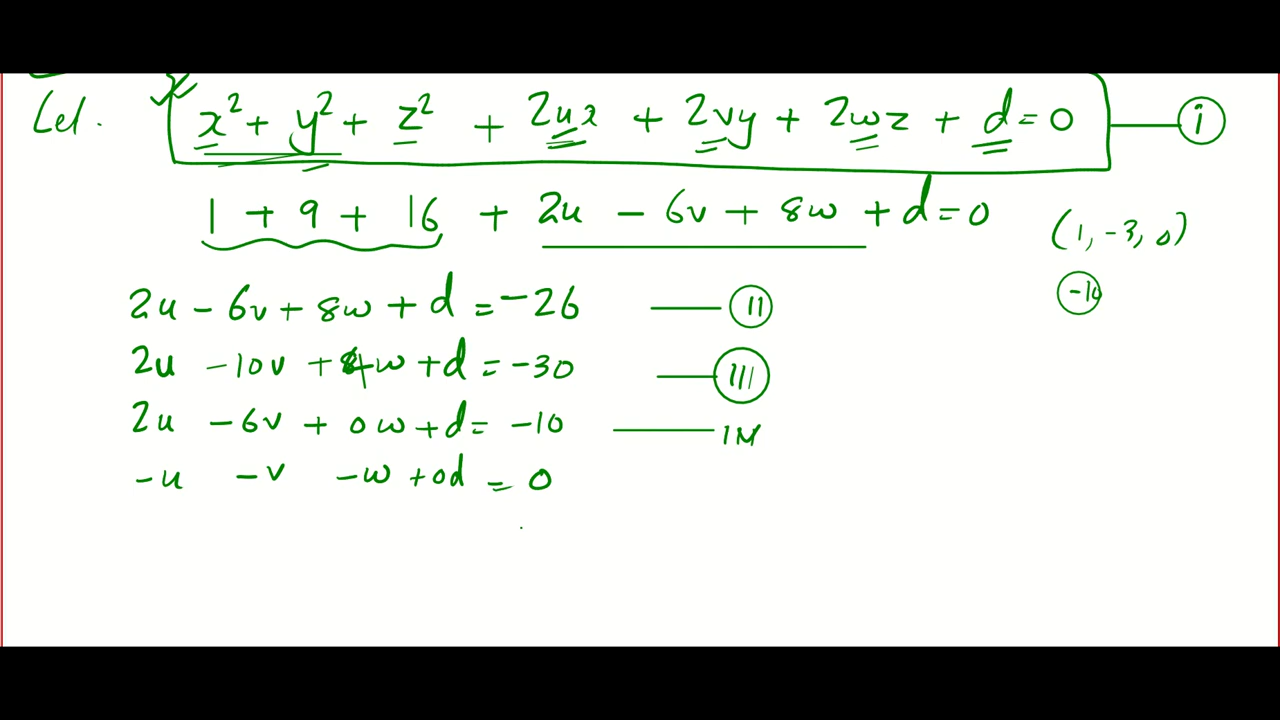 Let. x² + y² + z² + 2ux + 2vy + 2wz + d = 0 —— i
1 + 9 + 16 + 2u - 6v + 8w + d = 0
(1, -3, 0)
-10
2u - 6v + 8w + d = -26 —— II
2u - 10v + 4w + d = -30 —— III
2u - 6v + 0w + d = -10 ——
-u - v - w + 0d = 0